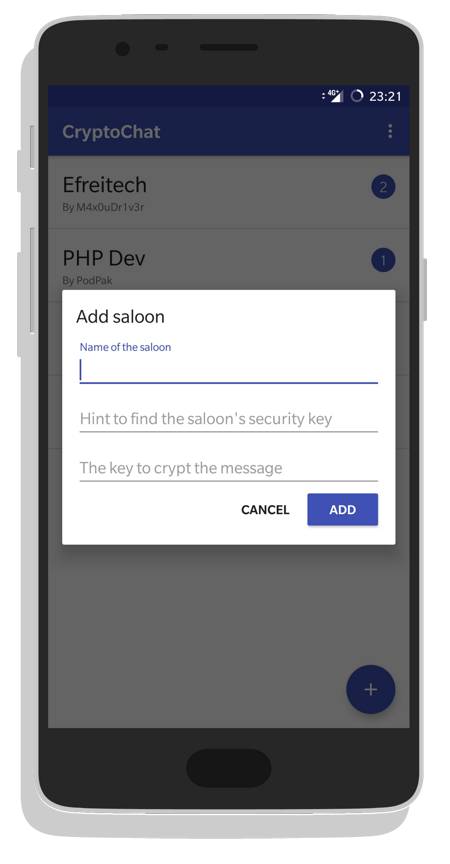 4G+ 23:21
CryptoChat
Efreitech
2
By M4x0uDr1v3r
PHP Dev
1
By PodPak
Add saloon
Name of the saloon
Hint to find the saloon's security key
The key to crypt the message
CANCEL ADD
+